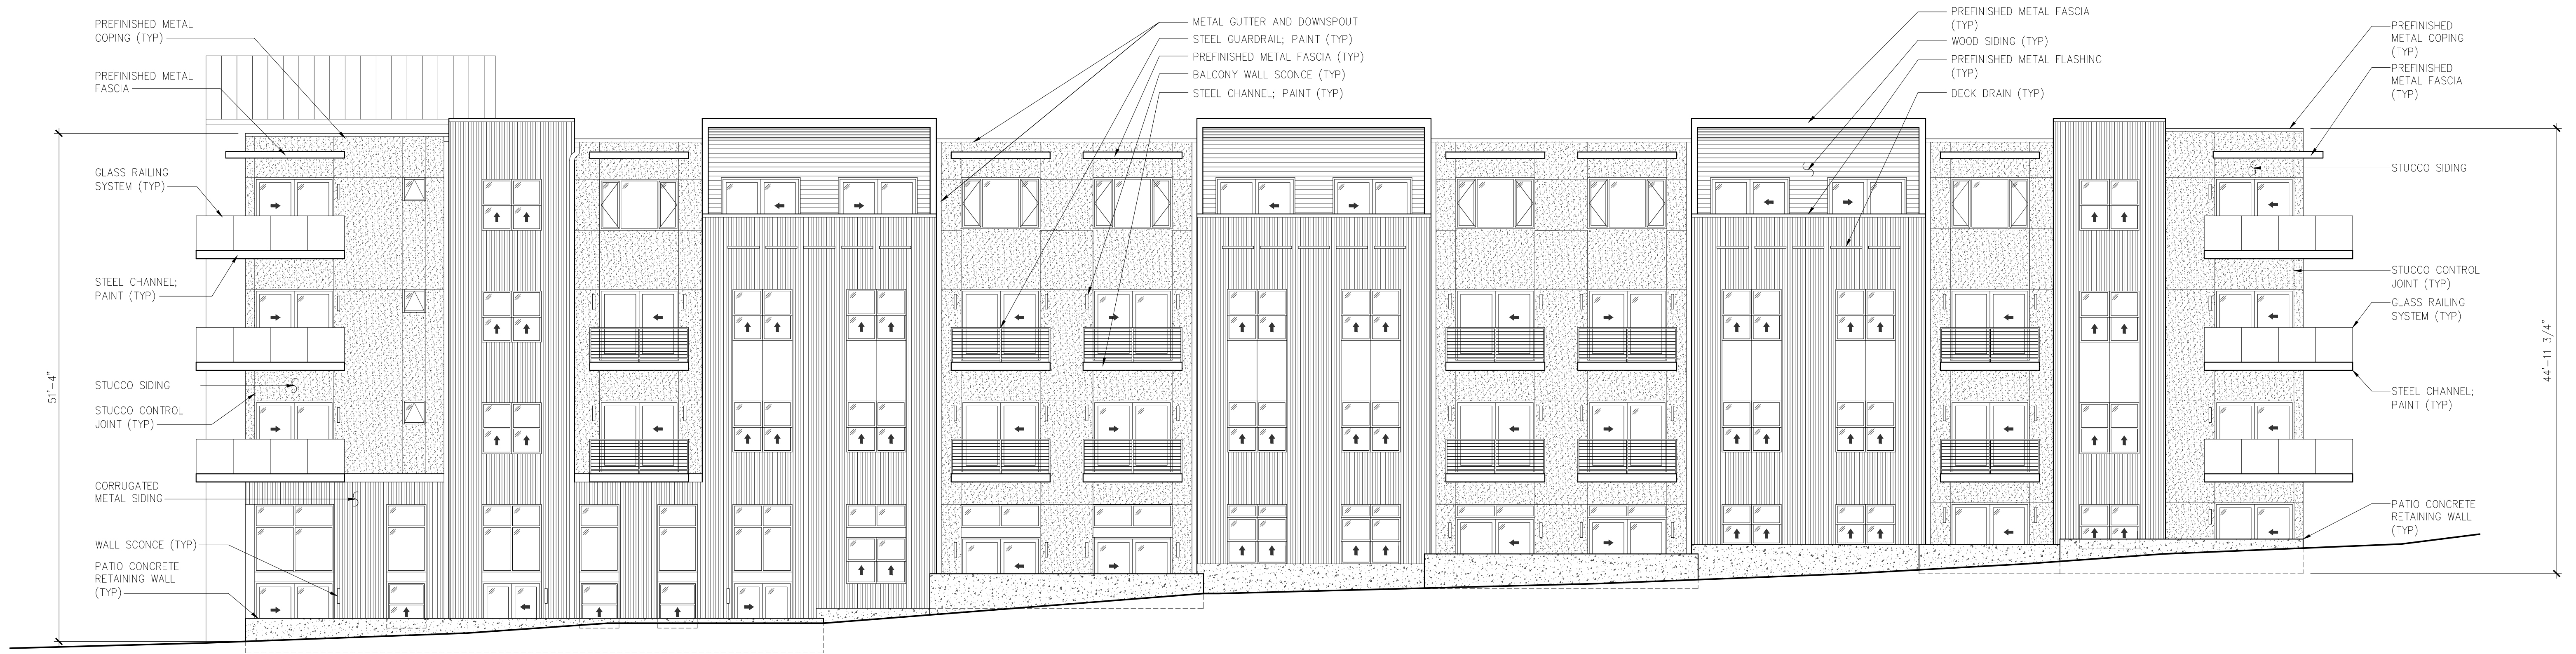 PREFINISHED METAL
COPING (TYP)
PREFINISHED METAL
FASCIA
GLASS RAILING
SYSTEM (TYP)
STEEL CHANNEL;
PAINT (TYP)
51'-4"
STUCCO SIDING
STUCCO CONTROL
JOINT (TYP)
CORRUGATED
METAL SIDING
WALL SCONCE (TYP)
PATIO CONCRETE
RETAINING WALL
(TYP)
METAL GUTTER AND DOWNSPOUT
STEEL GUARDRAIL; PAINT (TYP)
PREFINISHED METAL FASCIA (TYP)
BALCONY WALL SCONCE (TYP)
STEEL CHANNEL; PAINT (TYP)
PREFINISHED METAL FASCIA
(TYP)
WOOD SIDING (TYP)
PREFINISHED METAL FLASHING
(TYP)
DECK DRAIN (TYP)
PREFINISHED
METAL COPING
(TYP)
PREFINISHED
METAL FASCIA
(TYP)
STUCCO SIDING
STUCCO CONTROL
JOINT (TYP)
GLASS RAILING
SYSTEM (TYP)
44'-11 3/4"
STEEL CHANNEL;
PAINT (TYP)
PATIO CONCRETE
RETAINING WALL
(TYP)